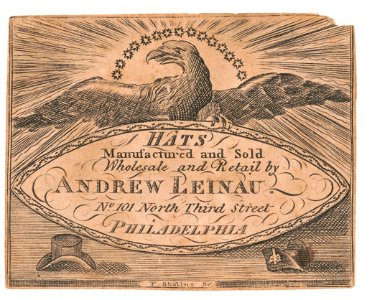 HATS
Manufactured and Sold
Wholesale and Retail by
ANDREW LEINAU.
No. 101 North Third Street
PHILADELPHIA